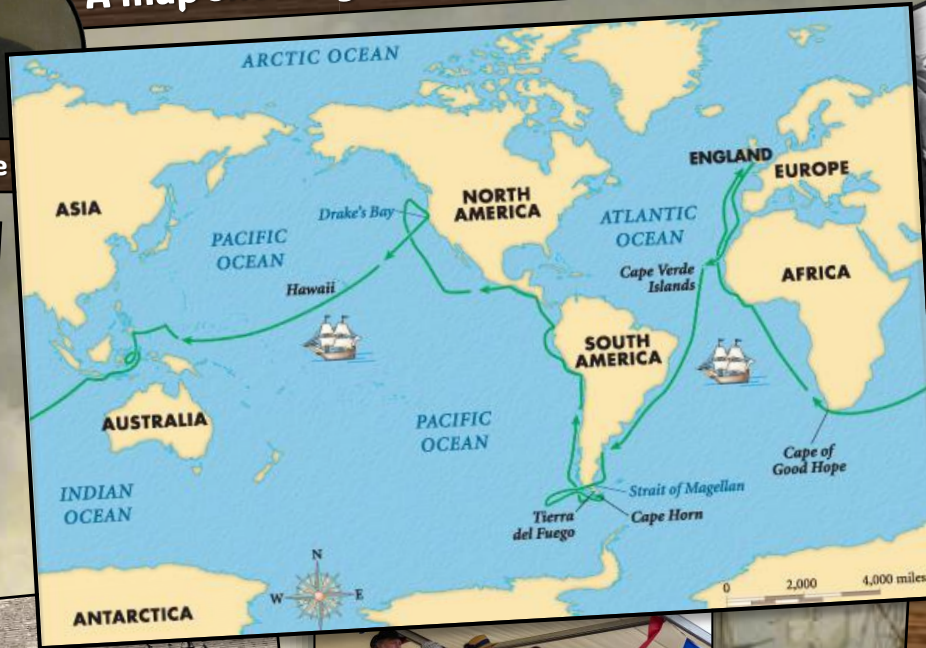 A map
e
ARCTIC OCEAN
ENGLAND
EUROPE
ASIA
NORTH
AMERICA
Drake's Bay
ATLANTIC
OCEAN
PACIFIC
OCEAN
Cape Verde
Islands
AFRICA
Hawaii
SOUTH
AMERICA
AUSTRALIA
PACIFIC
OCEAN
Cape of
Good Hope
INDIAN
OCEAN
Strait of Magellan
Tierra
del Fuego
Cape Horn
N
W
E
S
0 2,000 4,000 miles
ANTARCTICA